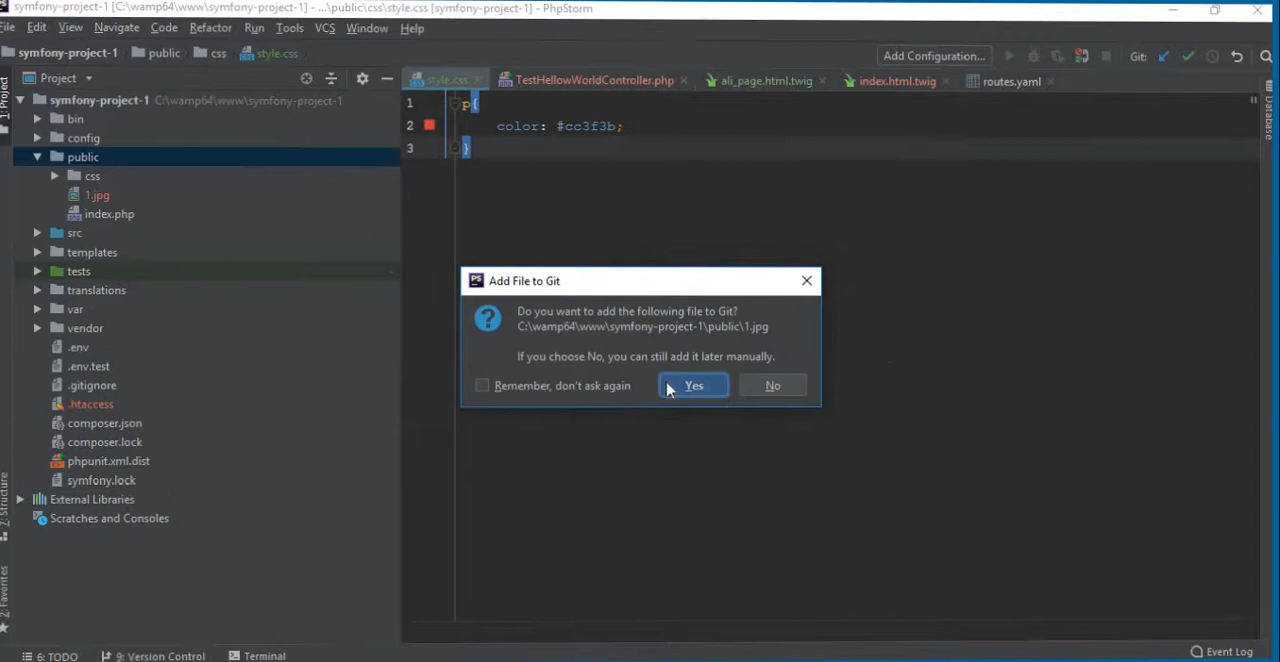 symfony-project-1 [C:\wamp64\www\symfony-project-1] - ...\public\css\style.css [symfony-project-1] - PhpStorm
File Edit View Navigate Code Refactor Run Tools VCS Window Help
symfony-project-1 public css style.css Add Configuration... Git:
Project style.css TestHellowWorldController.php ali_page.html.twig index.html.twig routes.yaml
1: Project
Database
symfony-project-1 C:\wamp64\www\symfony-project-1
bin
config
public
css
1.jpg
index.php
src
templates
tests
translations
var
vendor
.env
.env.test
.gitignore
.htaccess
composer.json
composer.lock
phpunit.xml.dist
symfony.lock
External Libraries
Scratches and Consoles
1 p{
2 color: #cc3f3b;
3 }
PS Add File to Git
Do you want to add the following file to Git?
C:\wamp64\www\symfony-project-1\public\1.jpg
If you choose No, you can still add it later manually.
Remember, don't ask again Yes No
Z: Structure
2: Favorites
6: TODO 9: Version Control Terminal Event Log